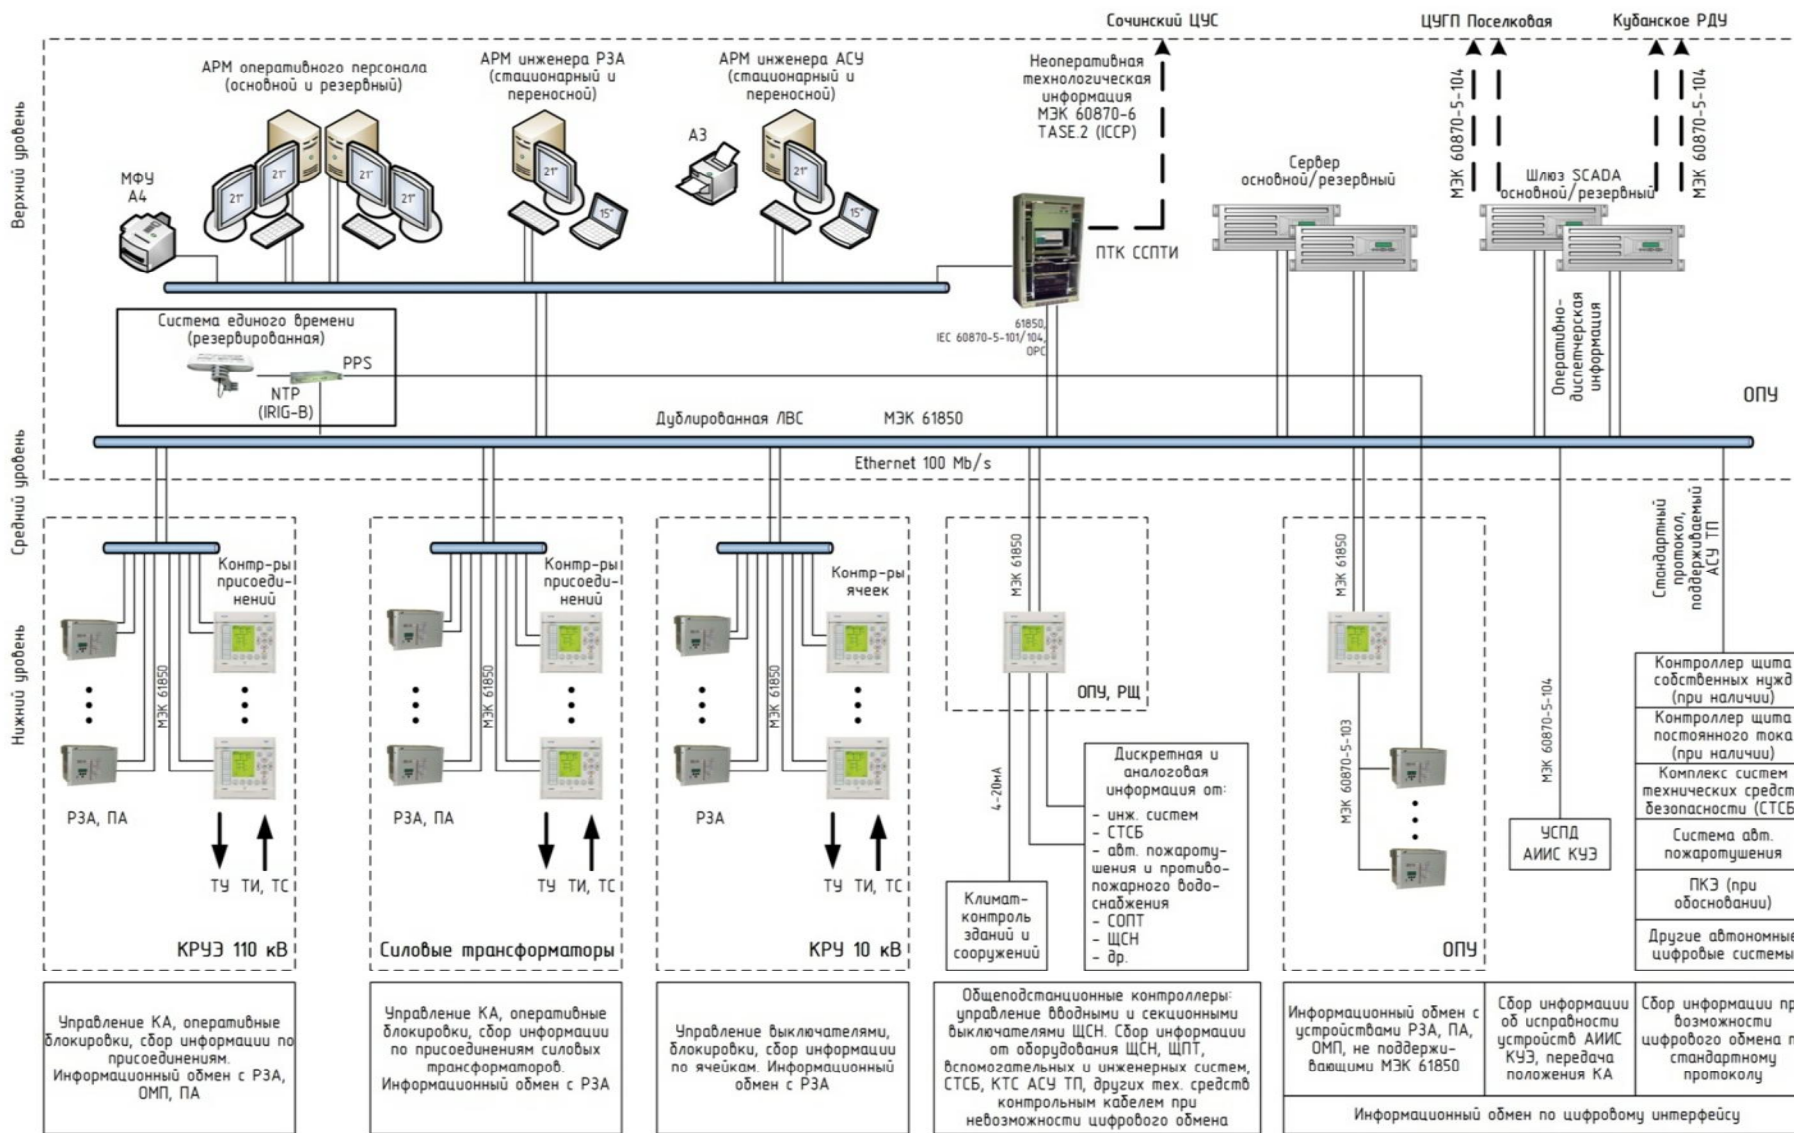 Сочинский ЦУС
ЦУГП Поселковая
Кубанское РДУ
Верхний уровень
АРМ оперативного персонала
(основной и резервный)
АРМ инженера РЗА
(стационарный и
переносной)
АРМ инженера АСУ
(стационарный и
переносной)
Неоперативная
технологическая
информация
МЭК 60870-6
TASE.2 (ICCP)
МЭК 60870-5-104
МЭК 60870-5-104
МФУ
А4
21"
21"
21"
21"
21"
15"
А3
21"
15"
ПТК ССПТИ
Сервер
основной/резервный
Шлюз SCADA
основной/резервный
61850,
IEC 60870-5-101/104,
OPC
Оперативно-
диспетчерская
информация
ОПУ
Система единого времени
(резервированная)
PPS
NTP
(IRIG-B)
Дублированная ЛВС
МЭК 61850
Ethernet 100 Mb/s
Средний уровень
Нижний уровень
Контр-ры
присоеди-
нений
МЭК 61850
РЗА, ПА
ТУ
ТИ, ТС
КРУЭ 110 кВ
Контр-ры
присоеди-
нений
МЭК 61850
РЗА, ПА
ТУ
ТИ, ТС
Силовые трансформаторы
Контр-ры
ячеек
МЭК 61850
РЗА
ТУ
ТИ, ТС
КРУ 10 кВ
МЭК 61850
ОПУ, РЩ
4-20мА
Климат-
контроль
зданий и
сооружений
Дискретная и
аналоговая
информация от:
- инж. систем
- СТСБ
- авт. пожароту-
шения и противо-
пожарного водо-
снабжения
- СОПТ
- ЩСН
- др.
МЭК 61850
МЭК 60870-5-103
ОПУ
МЭК 60870-5-104
УСПД
АИИС КУЭ
Стандартный
протокол,
поддерживаемый
АСУ ТП
Контроллер щита
собственных нужд
(при наличии)
Контроллер щита
постоянного тока
(при наличии)
Комплекс систем
технических средств
безопасности (СТСБ
Система авт.
пожаротушения
ПКЭ (при
обосновании)
Другие автономные
цифровые системы
Управление КА, оперативные
блокировки, сбор информации по
присоединениям.
Информационный обмен с РЗА,
ОМП, ПА
Управление КА, оперативные
блокировки, сбор информации
по присоединениям силовых
трансформаторов.
Информационный обмен с РЗА
Управление выключателями,
блокировки, сбор информации
по ячейкам. Информационный
обмен с РЗА
Общеподстанционные контроллеры:
управление вводными и секционными
выключателями ЩСН. Сбор информации
от оборудования ЩСН, ЩПТ,
вспомогательных и инженерных систем,
СТСБ, КТС АСУ ТП, других тех. средств
контрольным кабелем при
невозможности цифрового обмена
Информационный обмен с
устройствами РЗА, ПА,
ОМП, не поддержи-
вающими МЭК 61850
Сбор информации
об исправности
устройств АИИС
КУЭ, передача
положения КА
Сбор информации пр
возможности
цифрового обмена п
стандартному
протоколу
Информационный обмен по цифровому интерфейсу